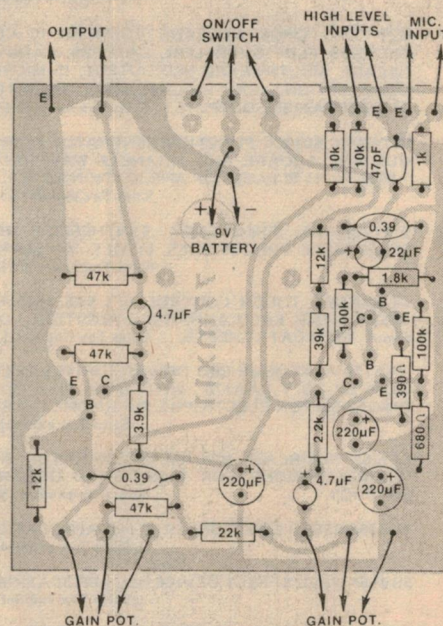 OUTPUT
ON/OFF
SWITCH
HIGH LEVEL
INPUTS
MIC.
INPUT
E
E
E
10k
10k
47pF
1k
+
−
9V
BATTERY
0.39
+
22µF
12k
1.8k
47k
4.7µF
+
B
C
E
100k
39k
100k
47k
B
C
E
390Ω
E
C
B
3.9k
2.2k
220µF
+
680Ω
12k
0.39
220µF
+
+
4.7µF
220µF
+
47k
22k
GAIN POT.
GAIN POT.